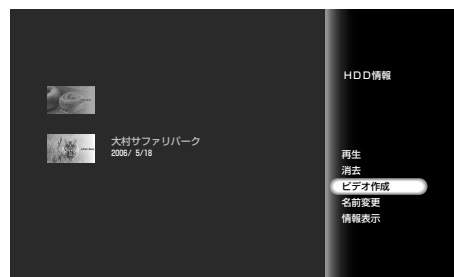 HDD情報
大村サファリパーク
2006/ 5/18
再生
消去
ビデオ作成
名前変更
情報表示